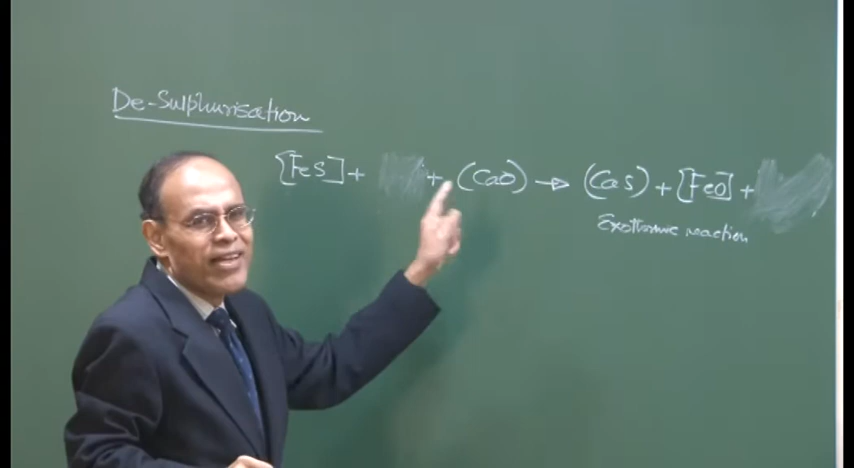 De-Sulphurisation
[FeS] + + (CaO) → (CaS) + [FeO] +
Exothermic reaction